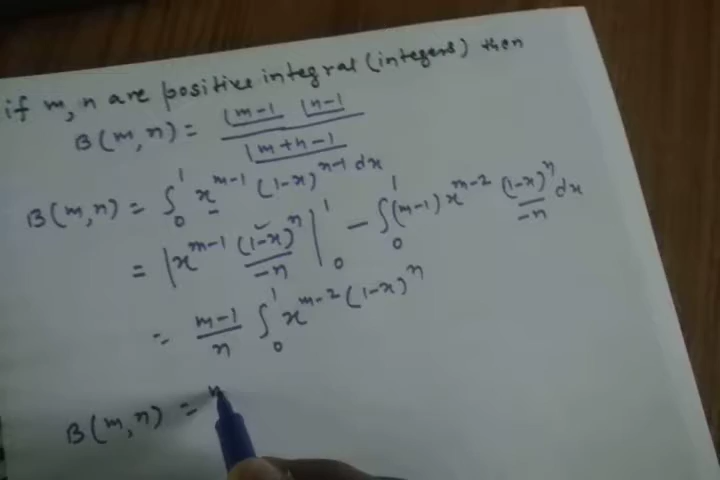 if m, n are positive integral (integers) then
B(m, n) = ⌊m-1 ⌊n-1 / ⌊m+n-1
B(m, n) = ∫₀¹ x^{m-1} (1-x)^{n-1} dx
= |x^{m-1} (1-x)^n / -n |₀¹ - ∫₀¹ (m-1) x^{m-2} (1-x)^n / -n dx
= m-1 / n ∫₀¹ x^{m-2} (1-x)^n
B(m, n) =